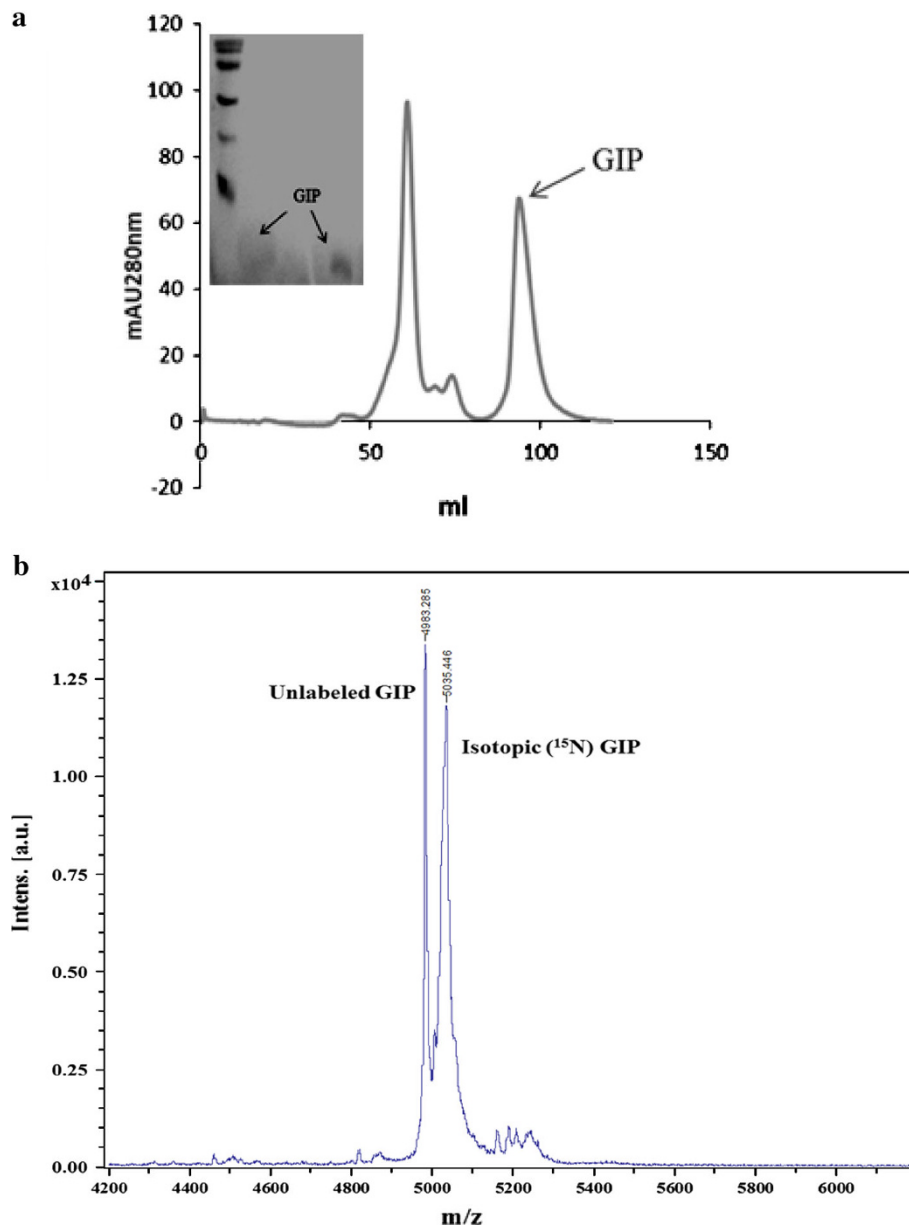 a
120
100
80
60
40
20
0
-20
mAU280nm
GIP
GIP
0
50
100
150
ml
b
x10⁴
1.25
1.00
0.75
0.50
0.25
0.00
Intens. [a.u.]
4983.285
5035.446
Unlabeled GIP
Isotopic (¹⁵N) GIP
4200 4400 4600 4800 5000 5200 5400 5600 5800 6000
m/z